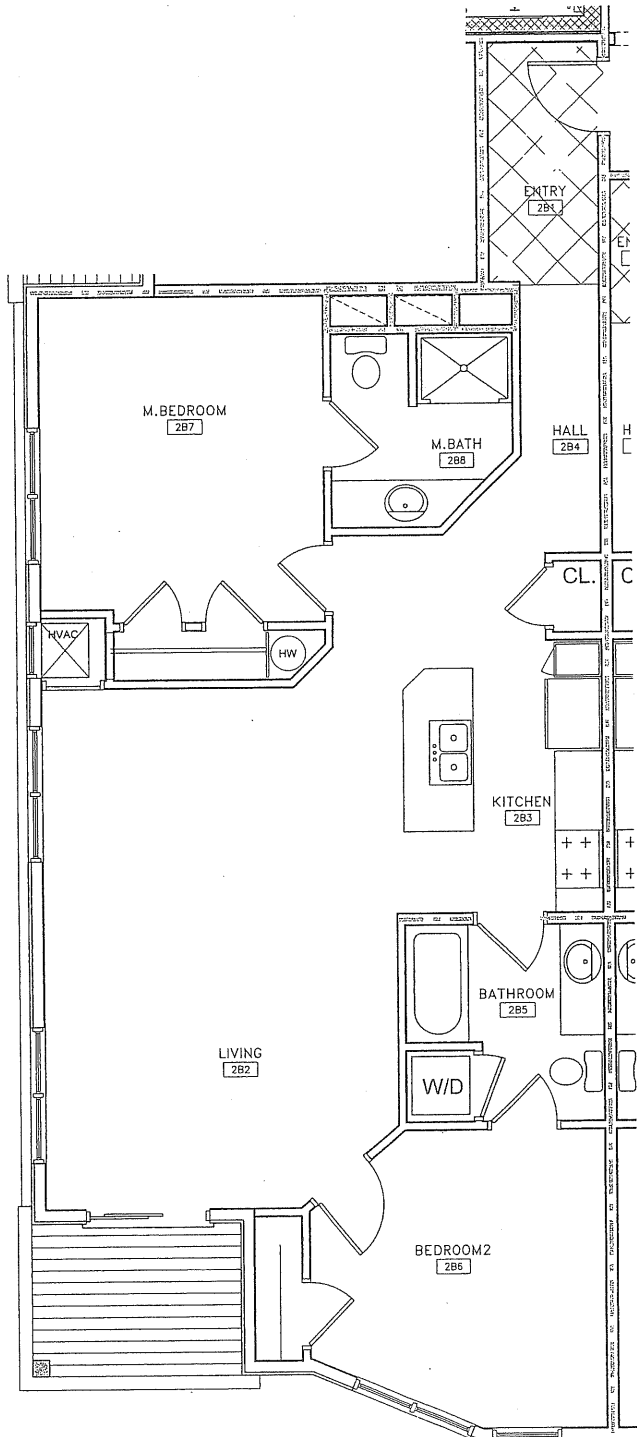 ENTRY
2B1
EN
M.BEDROOM
2B7
M.BATH
2B8
HALL
2B4
H
CL.
C
HVAC
HW
KITCHEN
2B3
BATHROOM
2B5
LIVING
2B2
W/D
BEDROOM2
2B6